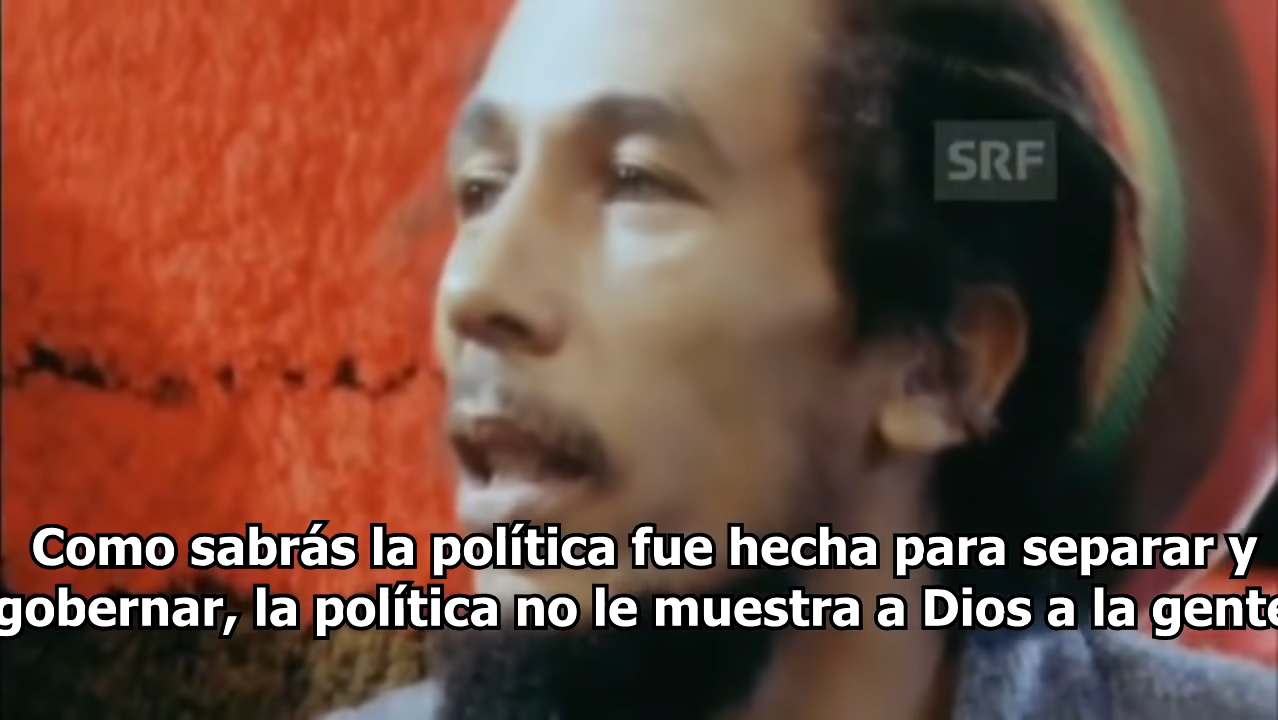 SRF
Como sabrás la política fue hecha para separar y
gobernar, la política no le muestra a Dios a la gente